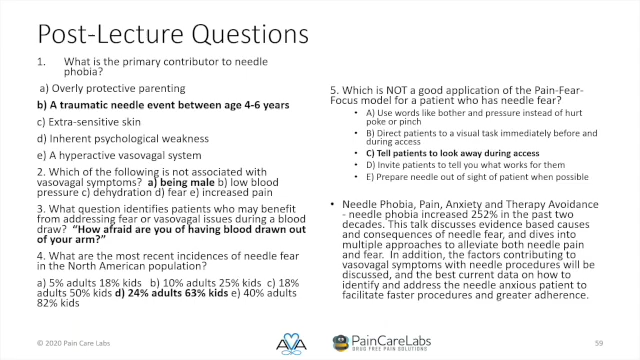 Post-Lecture Questions
1. What is the primary contributor to needle
phobia?
a) Overly protective parenting
b) A traumatic needle event between age 4-6 years
c) Extra-sensitive skin
d) Inherent psychological weakness
e) A hyperactive vasovagal system
2. Which of the following is not associated with
vasovagal symptoms? a) being male b) low blood
pressure c) dehydration d) fear e) increased pain
3. What question identifies patients who may benefit
from addressing fear or vasovagal issues during a blood
draw? “How afraid are you of having blood drawn out
of your arm?”
4. What are the most recent incidences of needle fear
in the North American population?
a) 5% adults 18% kids b) 10% adults 25% kids c) 18%
adults 50% kids d) 24% adults 63% kids e) 40% adults
82% kids
5. Which is NOT a good application of the Pain-Fear-
Focus model for a patient who has needle fear?
• A) Use words like bother and pressure instead of hurt
poke or pinch
• B) Direct patients to a visual task immediately before and
during access
• C) Tell patients to look away during access
• D) Invite patients to tell you what works for them
• E) Prepare needle out of sight of patient when possible
• Needle Phobia, Pain, Anxiety and Therapy Avoidance
- needle phobia increased 252% in the past two
decades. This talk discusses evidence based causes
and consequences of needle fear, and dives into
multiple approaches to alleviate both needle pain
and fear. In addition, the factors contributing to
vasovagal symptoms with needle procedures will be
discussed, and the best current data on how to
identify and address the needle anxious patient to
facilitate faster procedures and greater adherence.
© 2020 Pain Care Labs
AVA
PainCareLabs
DRUG FREE PAIN SOLUTIONS
59